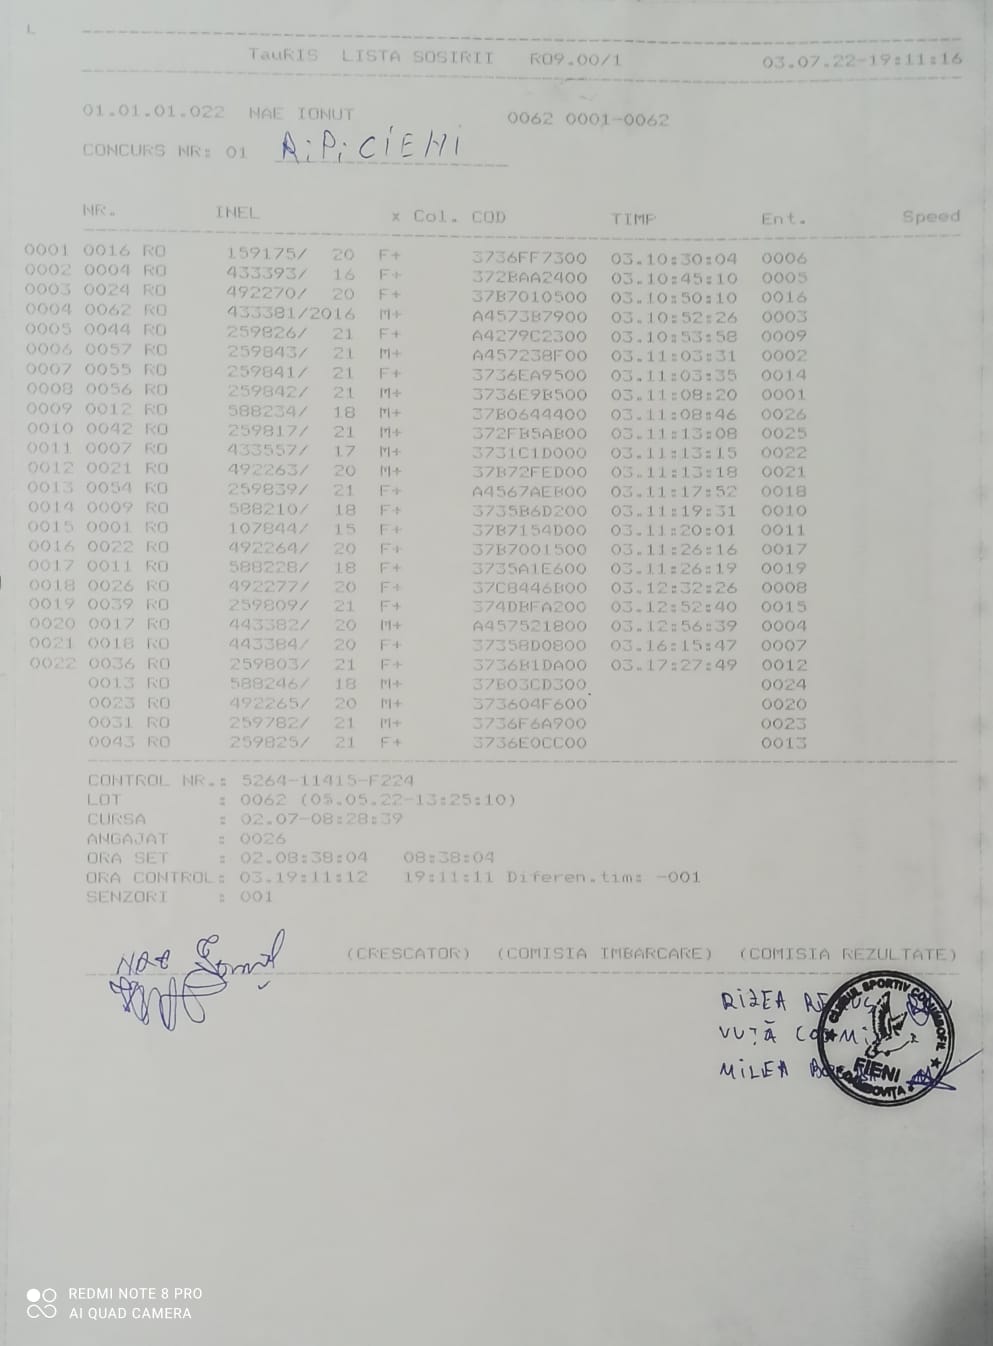 L
TauRIS LISTA SOSIRII RO9.00/1 03.07.22-19:11:16
01.01.01.022 NAE IONUT 0062 0001-0062
CONCURS NR: 01 RiPiCiENi
NR. INEL x Col. COD TIMP Ent. Speed
0001 0016 RO 159175/ 20 F+ 3736FF7300 03.10:30:04 0006
0002 0004 RO 433393/ 16 F+ 372BAA2400 03.10:45:10 0005
0003 0024 RO 492270/ 20 F+ 37B7010500 03.10:50:10 0016
0004 0062 RO 433381/2016 M+ A4573B7900 03.10:52:26 0003
0005 0044 RO 259826/ 21 F+ A4279C2300 03.10:53:58 0009
0006 0057 RO 259843/ 21 M+ A457238F00 03.11:03:31 0002
0007 0055 RO 259841/ 21 F+ 3736EA9500 03.11:03:35 0014
0008 0056 RO 259842/ 21 M+ 3736E9B500 03.11:08:20 0001
0009 0012 RO 588234/ 18 M+ 37B0644400 03.11:08:46 0026
0010 0042 RO 259817/ 21 M+ 372FB5AB00 03.11:13:08 0025
0011 0007 RO 433557/ 17 M+ 3731C1D000 03.11:13:15 0022
0012 0021 RO 492263/ 20 M+ 37B72FED00 03.11:13:18 0021
0013 0054 RO 259839/ 21 F+ A4567AEB00 03.11:17:52 0018
0014 0009 RO 588210/ 18 F+ 3735B6D200 03.11:19:31 0010
0015 0001 RO 107844/ 15 F+ 37B7154D00 03.11:20:01 0011
0016 0022 RO 492264/ 20 F+ 37B7001500 03.11:26:16 0017
0017 0011 RO 588228/ 18 F+ 3735A1E600 03.11:26:19 0019
0018 0026 RO 492277/ 20 F+ 37C8446B00 03.12:32:26 0008
0019 0039 RO 259809/ 21 F+ 374DBFA200 03.12:52:40 0015
0020 0017 RO 443382/ 20 M+ A457521800 03.12:56:39 0004
0021 0018 RO 443384/ 20 F+ 37358D0800 03.16:15:47 0007
0022 0036 RO 259803/ 21 F+ 3736B1DA00 03.17:27:49 0012
0013 RO 588246/ 18 M+ 37B03CD300 0024
0023 RO 492265/ 20 M+ 373604F600 0020
0031 RO 259782/ 21 M+ 3736F6A900 0023
0043 RO 259825/ 21 F+ 3736E0CC00 0013
CONTROL NR.: 5264-11415-F224
LOT : 0062 (05.05.22-13:25:10)
CURSA : 02.07-08:28:39
ANGAJAT : 0026
ORA SET : 02.08:38:04 08:38:04
ORA CONTROL: 03.19:11:12 19:11:11 Diferen.tim: -001
SENZORI : 001
(CRESCATOR) (COMISIA IMBARCARE) (COMISIA REZULTATE)
NAE Ionut
RIZEA
VUȚĂ
MILEA
CLUBUL SPORTIV COLUMBOFIL
FIENI
DIMBOVITA
REDMI NOTE 8 PRO
AI QUAD CAMERA